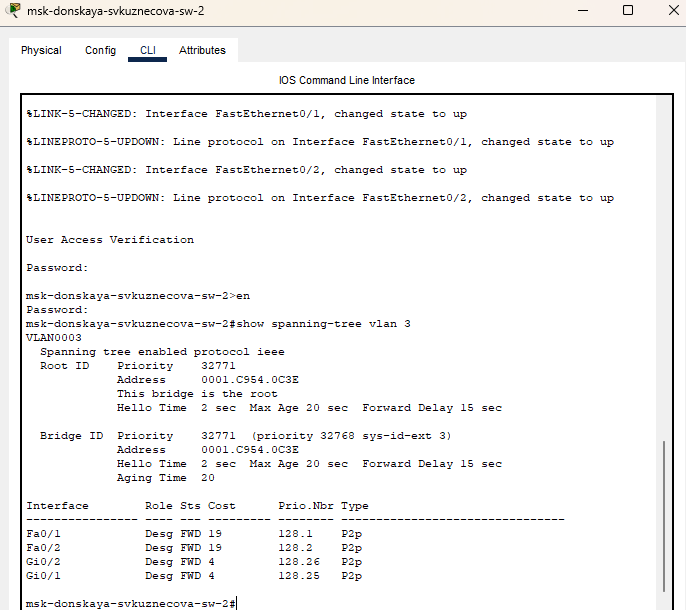 msk-donskaya-svkuznecova-sw-2
Physical Config CLI Attributes
IOS Command Line Interface
%LINK-5-CHANGED: Interface FastEthernet0/1, changed state to up
%LINEPROTO-5-UPDOWN: Line protocol on Interface FastEthernet0/1, changed state to up
%LINK-5-CHANGED: Interface FastEthernet0/2, changed state to up
%LINEPROTO-5-UPDOWN: Line protocol on Interface FastEthernet0/2, changed state to up
User Access Verification
Password:
msk-donskaya-svkuznecova-sw-2>en
Password:
msk-donskaya-svkuznecova-sw-2#show spanning-tree vlan 3
VLAN0003
  Spanning tree enabled protocol ieee
  Root ID    Priority    32771
             Address     0001.C954.0C3E
             This bridge is the root
             Hello Time  2 sec  Max Age 20 sec  Forward Delay 15 sec
  Bridge ID  Priority    32771  (priority 32768 sys-id-ext 3)
             Address     0001.C954.0C3E
             Hello Time  2 sec  Max Age 20 sec  Forward Delay 15 sec
             Aging Time  20
Interface        Role Sts Cost      Prio.Nbr Type
---------------- ---- --- --------- -------- --------------------------------
Fa0/1            Desg FWD 19        128.1    P2p
Fa0/2            Desg FWD 19        128.2    P2p
Gi0/2            Desg FWD 4         128.26   P2p
Gi0/1            Desg FWD 4         128.25   P2p
msk-donskaya-svkuznecova-sw-2#